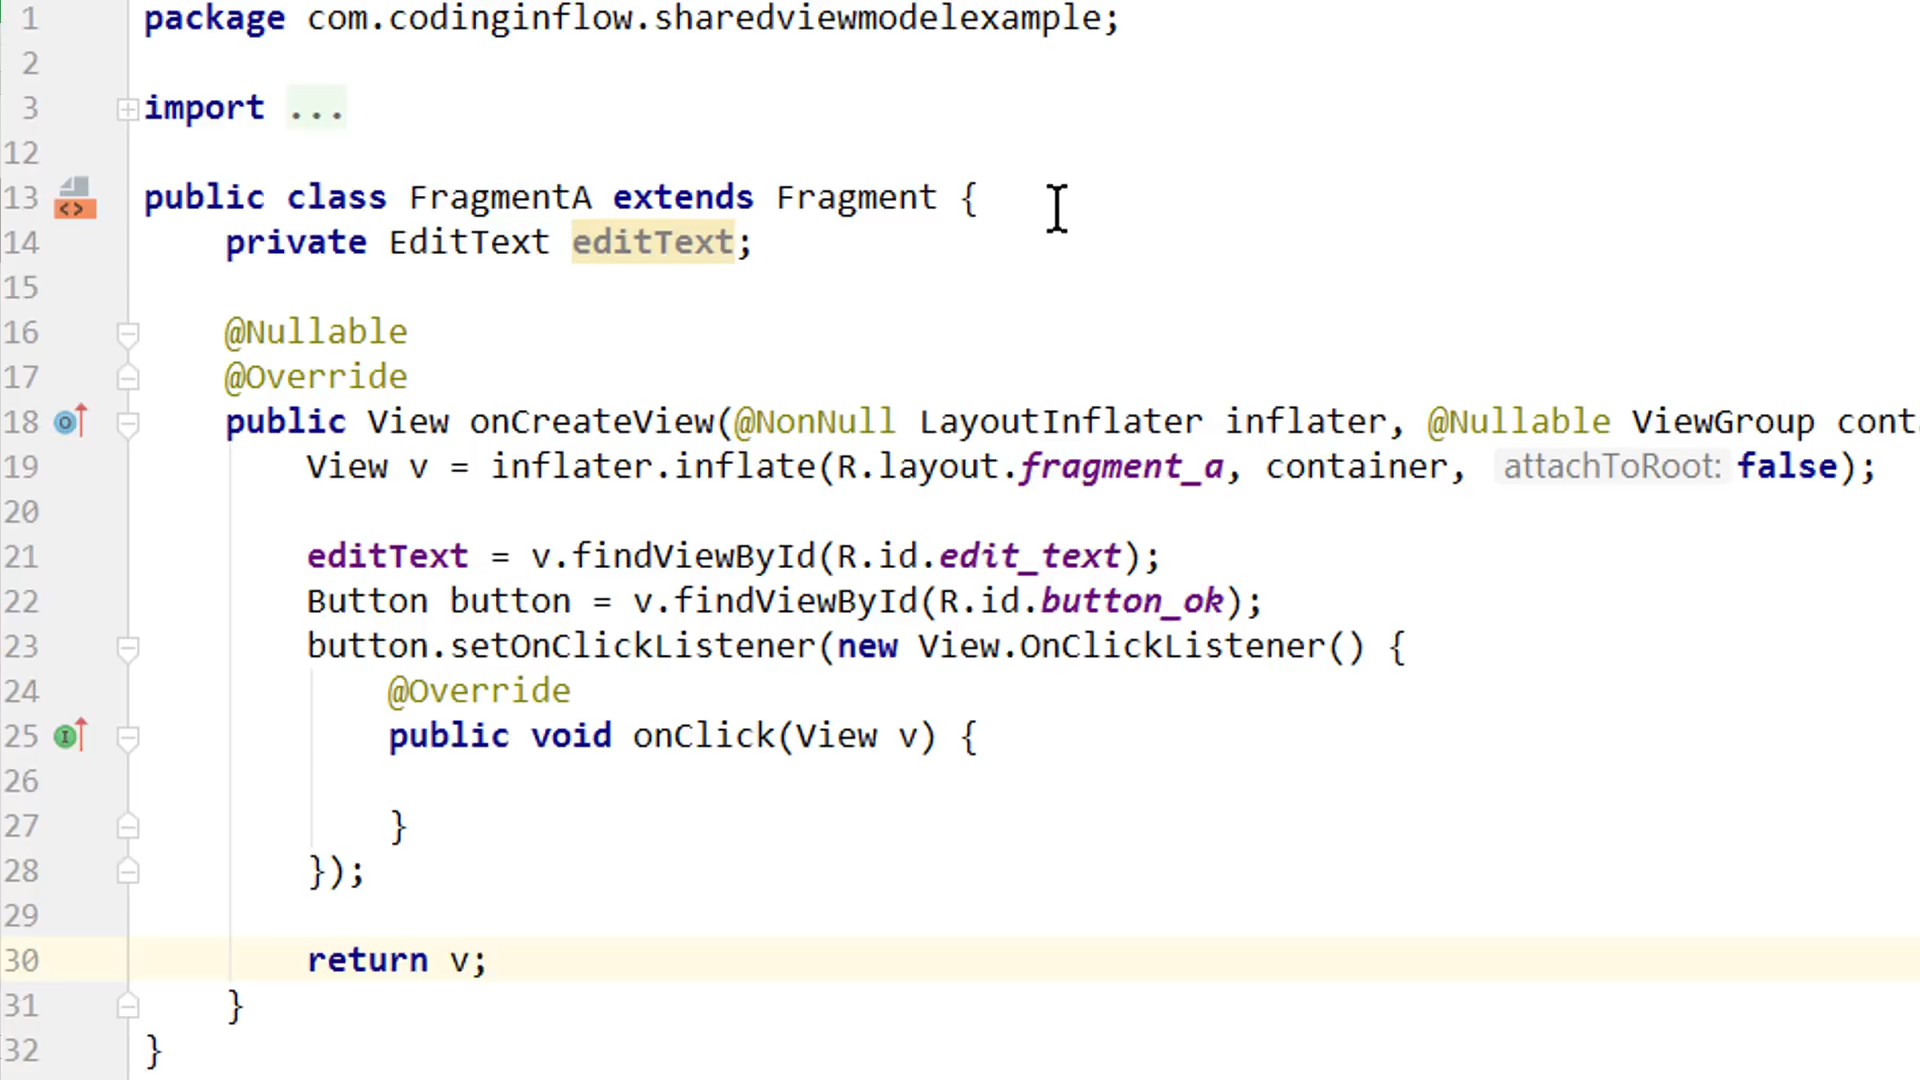 1 package com.codinginflow.sharedviewmodelexample;
2
3 import ...
12
13 public class FragmentA extends Fragment {
14 private EditText editText;
15
16 @Nullable
17 @Override
18 public View onCreateView(@NonNull LayoutInflater inflater, @Nullable ViewGroup
19 View v = inflater.inflate(R.layout.fragment_a, container, attachToRoot: false);
20
21 editText = v.findViewById(R.id.edit_text);
22 Button button = v.findViewById(R.id.button_ok);
23 button.setOnClickListener(new View.OnClickListener() {
24 @Override
25 public void onClick(View v) {
26
27 }
28 });
29
30 return v;
31 }
32 }